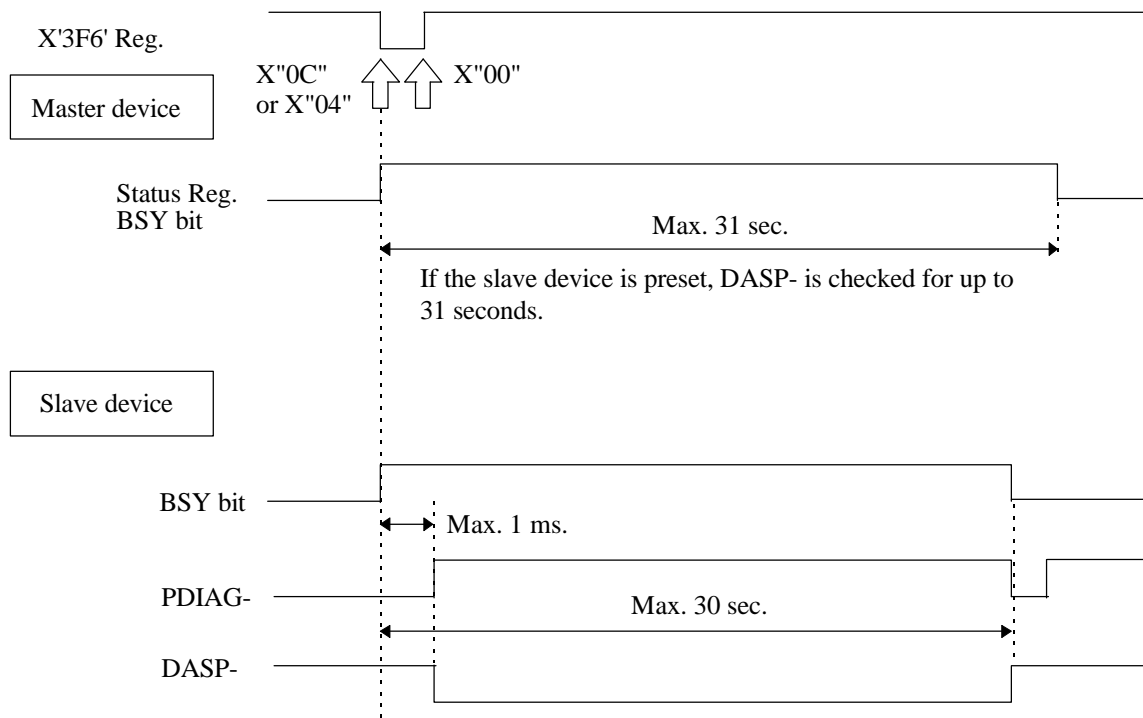 X'3F6' Reg.
X"0C"
or X"04"
X"00"
Master device
Status Reg.
BSY bit
Max. 31 sec.
If the slave device is preset, DASP- is checked for up to
31 seconds.
Slave device
BSY bit
Max. 1 ms.
PDIAG-
Max. 30 sec.
DASP-